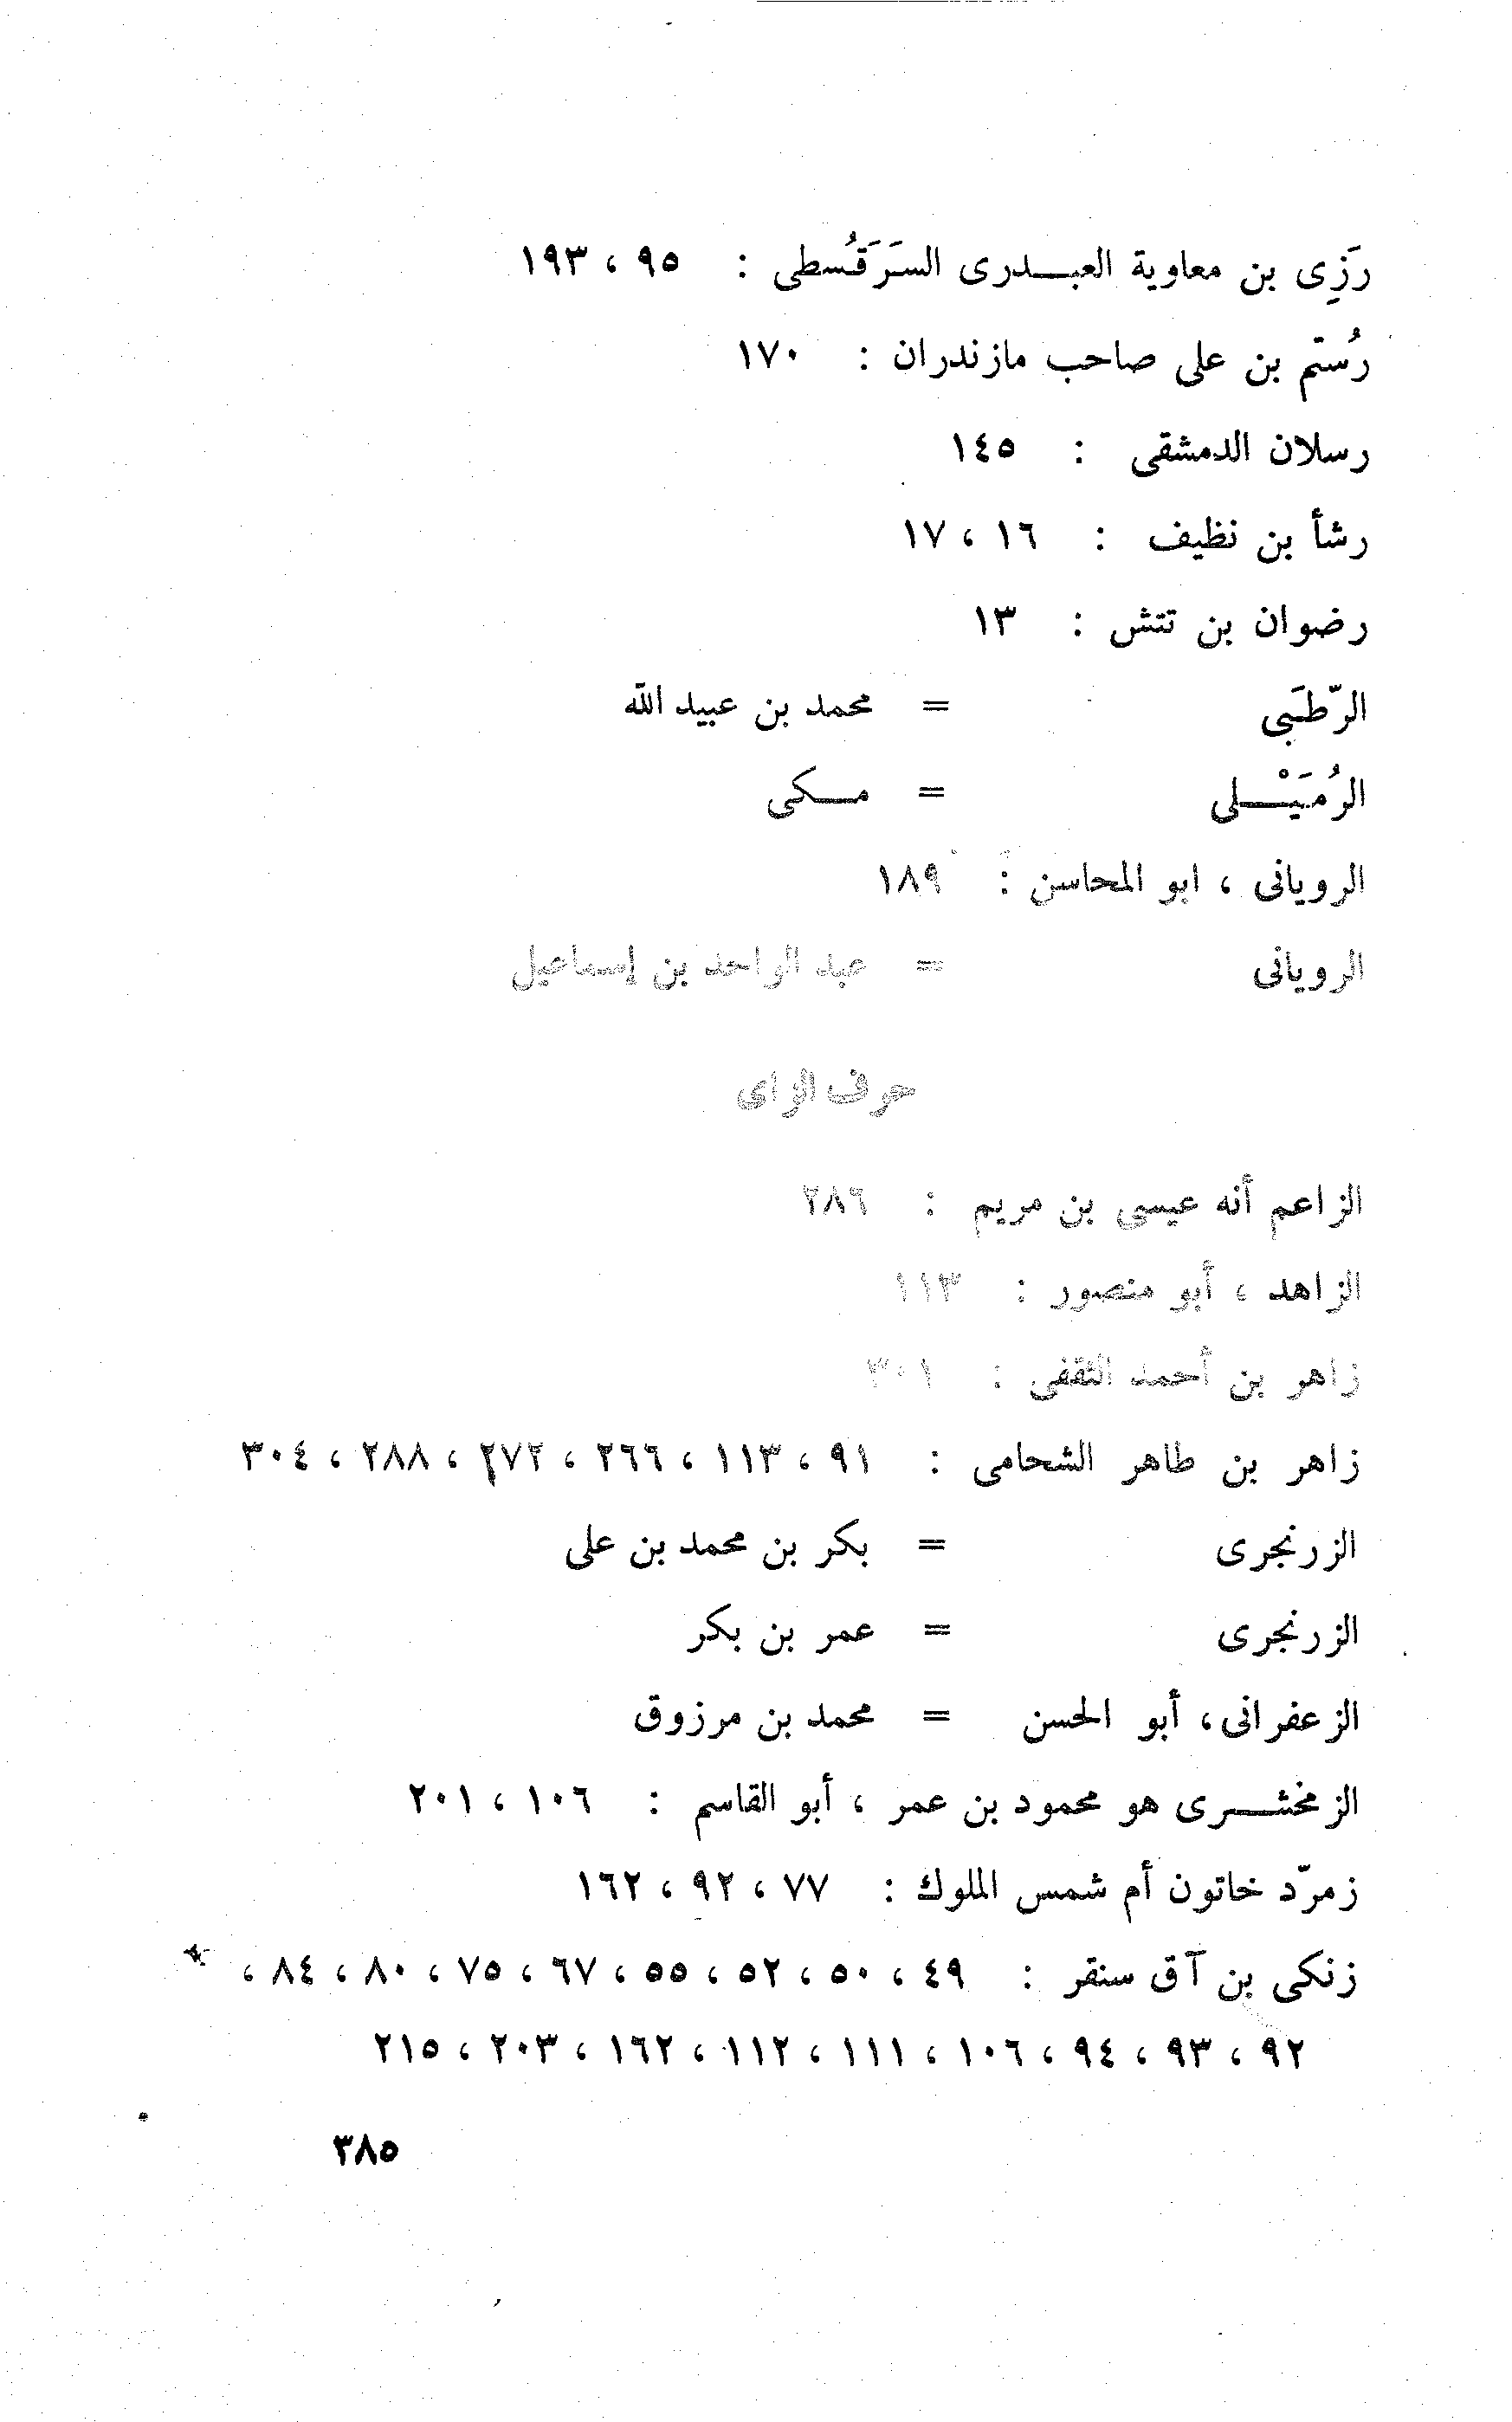 رَزِى بن معاوية العبـــدرى السَرَقُسطى : ٩٥ ، ١٩٣
رُستم بن على صاحب مازندران : ١٧٠
رسلان الدمشقى : ١٤٥
رشأ بن نظيف : ١٦ ، ١٧
رضوان بن تتش : ١٣
الرّطَبى = محمد بن عبيد الله
الرُمَيْـــلى = مــكى
الرويانى ، ابو المحاسن : ١٨٩
الرويانى = عبد الواحد بن إسماعيل
حرف الزاى
الزاعم أنه عيسى بن مريم : ٢٨٦
الزاهد ، أبو منصور : ١١٣
زاهر بن أحمد الثقفى : ٣٠١
زاهر بن طاهر الشحامى : ٩١ ، ١١٣ ، ٢٦٦ ، ٢٧٢ ، ٢٨٨ ، ٣٠٤
الزرنجرى = بكر بن محمد بن على
الزرنجرى = عمر بن بكر
الزعفرانى، أبو الحسن = محمد بن مرزوق
الزمخشـــرى هو محمود بن عمر ، أبو القاسم : ١٠٦ ، ٢٠١
زمرّد خاتون أم شمس الملوك : ٧٧ ، ٩٢ ، ١٦٢
زنكى بن آق سنقر : ٤٩ ، ٥٠ ، ٥٢ ، ٥٥ ، ٦٧ ، ٧٥ ، ٨٠ ، ٨٤ ،
٩٢ ، ٩٣ ، ٩٤ ، ١٠٦ ، ١١١ ، ١١٢ ، ١٦٢ ، ٢٠٣ ، ٢١٥
٣٨٥